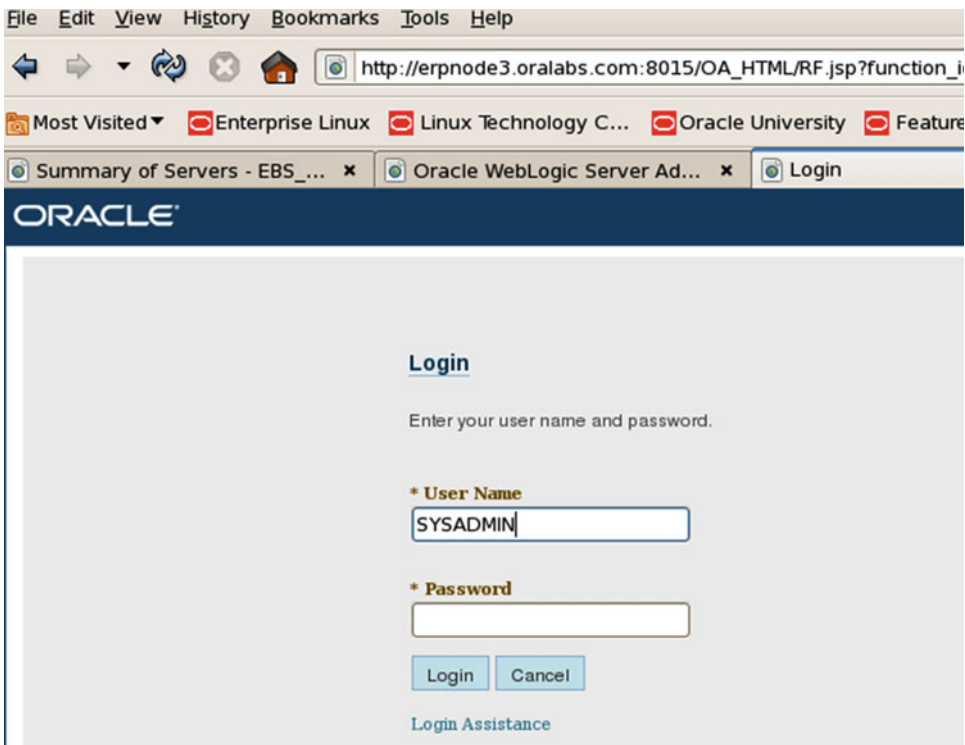 File Edit View History Bookmarks Tools Help
http://erpnode3.oralabs.com:8015/OA_HTML/RF.jsp?function_i
Most Visited Enterprise Linux Linux Technology C... Oracle University Feature
Summary of Servers - EBS_... Oracle WebLogic Server Ad... Login
ORACLE
Login
Enter your user name and password.
* User Name
SYSADMIN
* Password
Login Cancel
Login Assistance